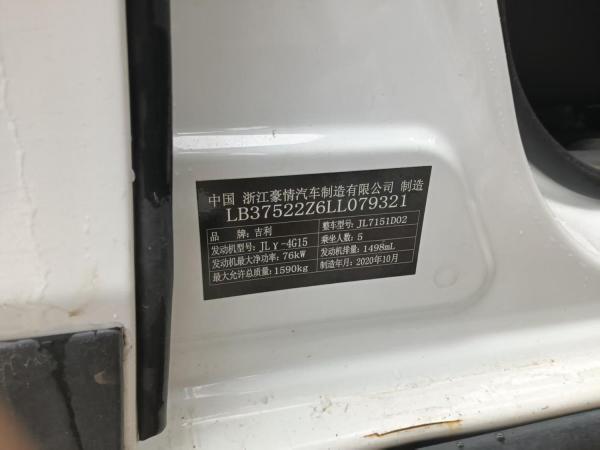 中国 浙江豪情汽车制造有限公司 制造
LB37522Z6LL079321
品 牌:吉利 整车型号:JL7151D02
发动机型号:JLγ-4G15 乘坐人数:5
发动机最大净功率:76kW 发动机排量:1498mL
最大允许总质量:1590kg 制造年月:2020年10月